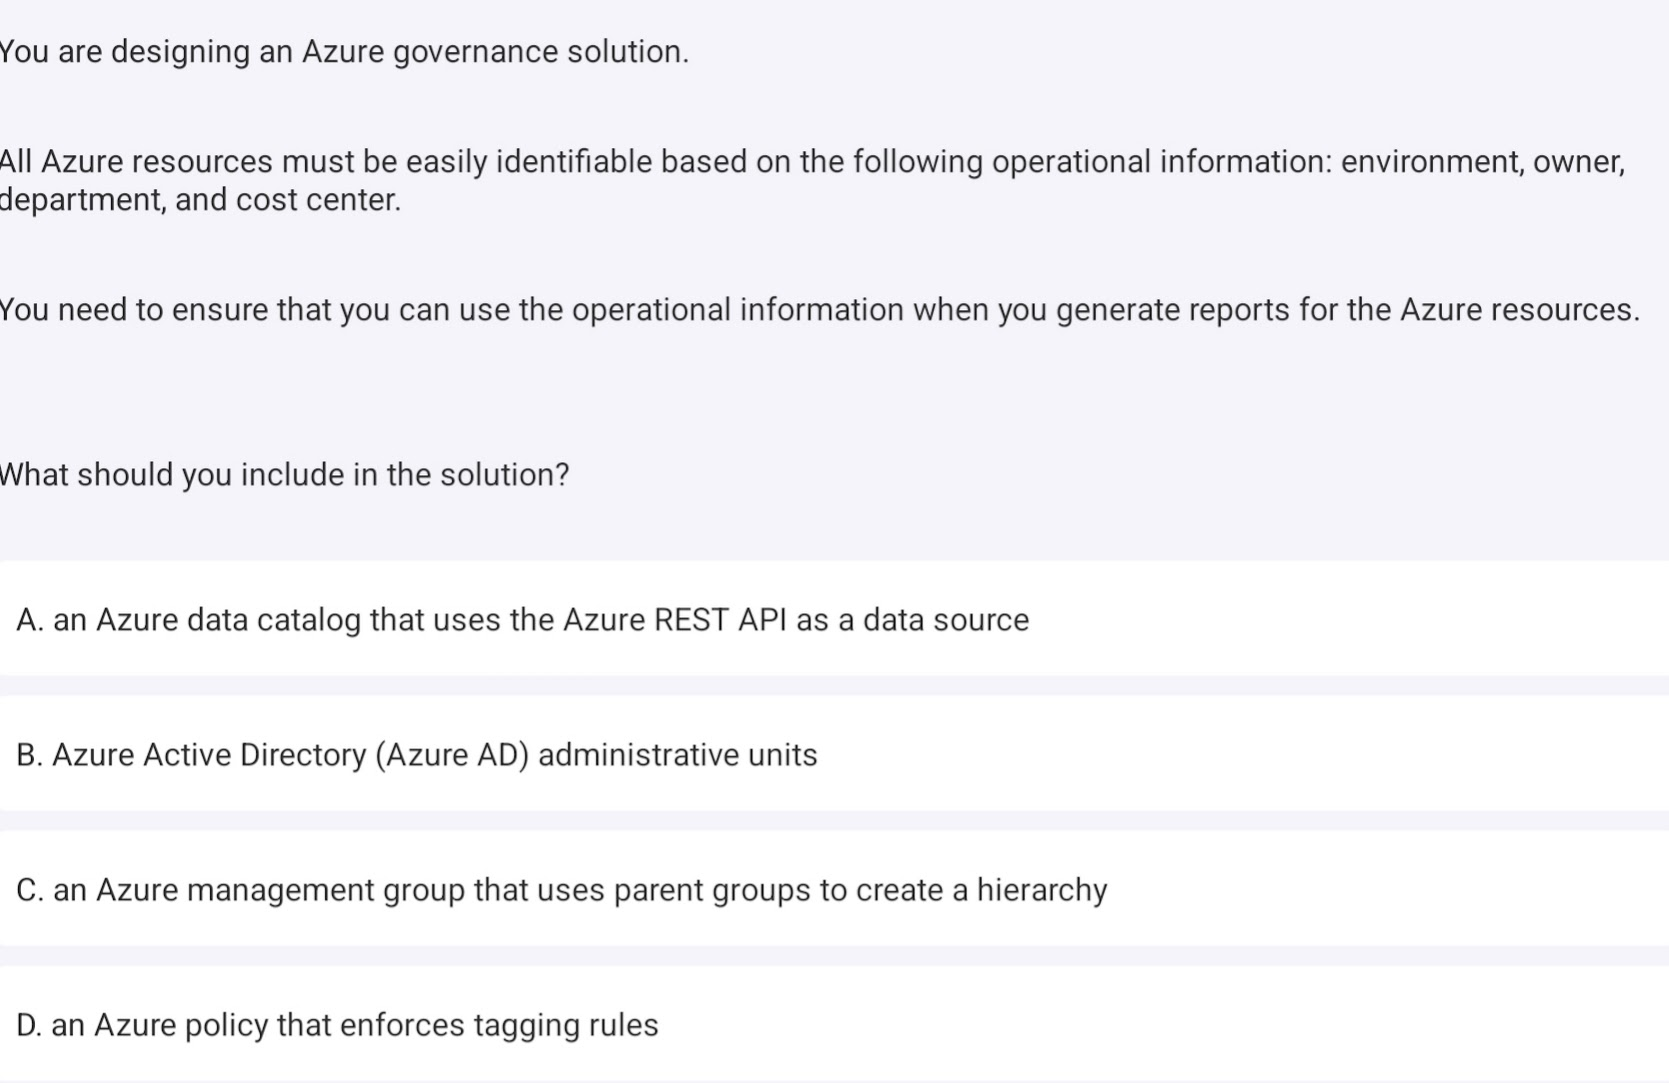 You are designing an Azure governance solution.
All Azure resources must be easily identifiable based on the following operational information: environment, owner,
department, and cost center.
You need to ensure that you can use the operational information when you generate reports for the Azure resources.
What should you include in the solution?
A. an Azure data catalog that uses the Azure REST API as a data source
B. Azure Active Directory (Azure AD) administrative units
C. an Azure management group that uses parent groups to create a hierarchy
D. an Azure policy that enforces tagging rules